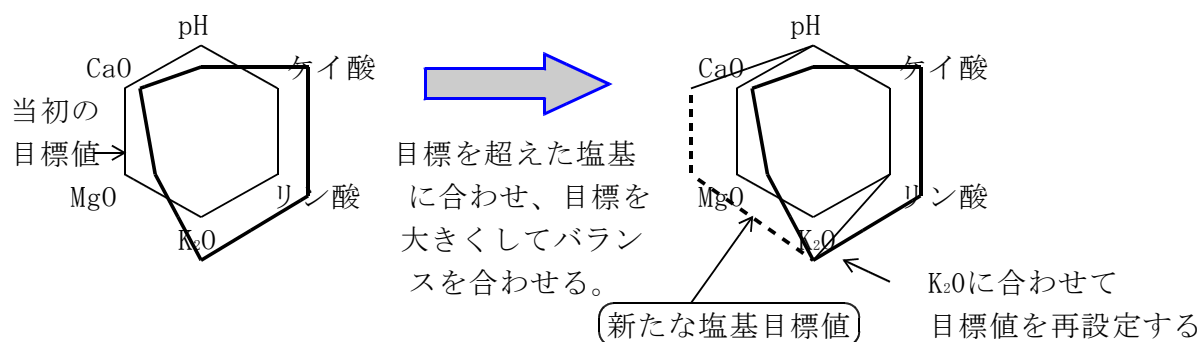 pH
CaO
ケイ酸
当初の
目標値
MgO
リン酸
K₂O
目標を超えた塩基
に合わせ、目標を
大きくしてバラン
スを合わせる。
pH
CaO
ケイ酸
MgO
リン酸
K₂O
K₂Oに合わせて
目標値を再設定する
新たな塩基目標値